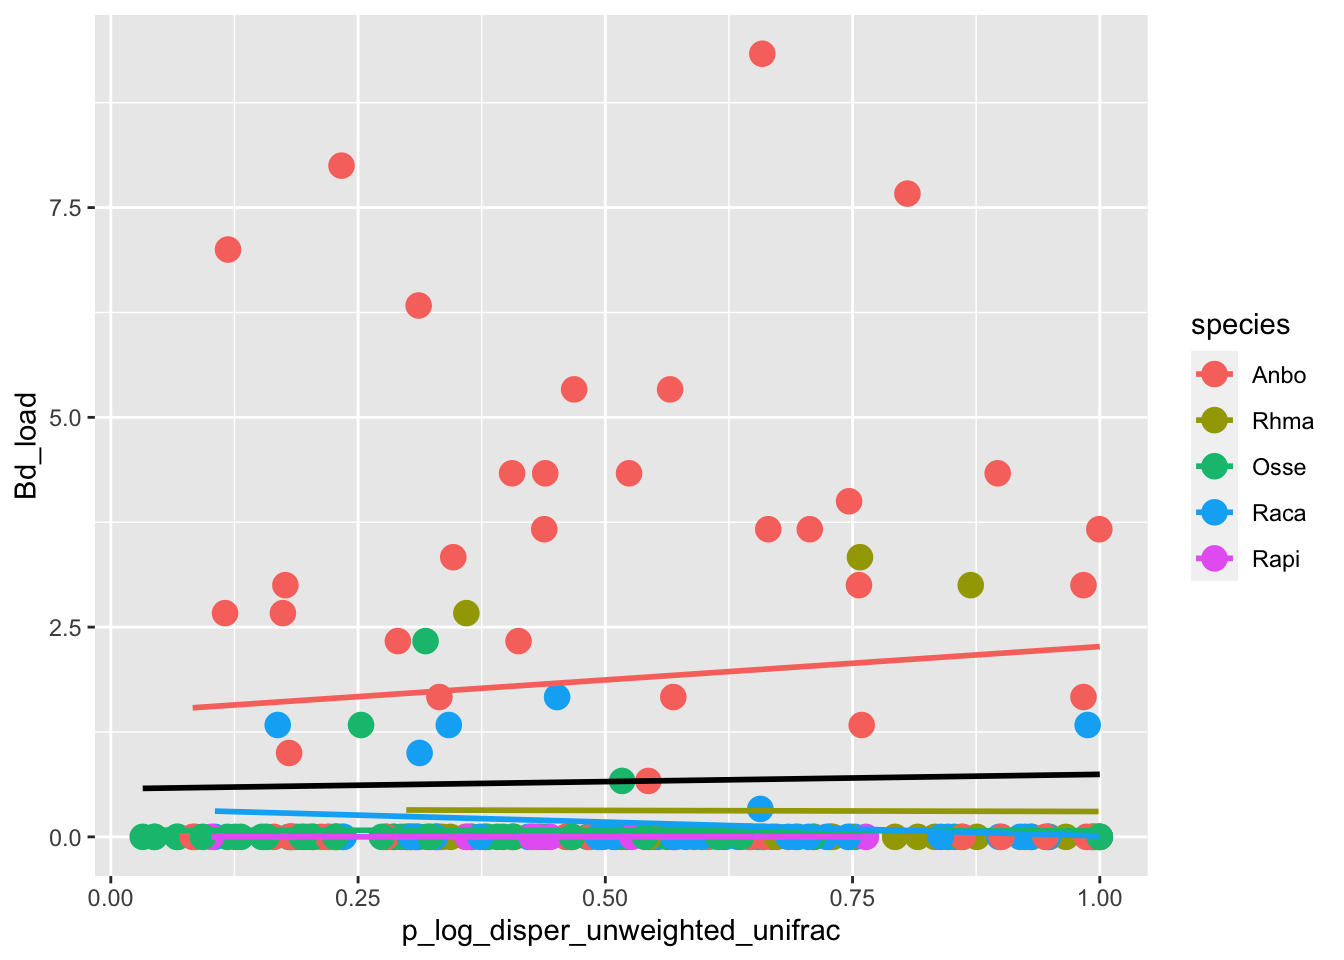 7.5
5.0
2.5
0.0
Bd_load
0.00 0.25 0.50 0.75 1.00
p_log_disper_unweighted_unifrac
species
Anbo
Rhma
Osse
Raca
Rapi